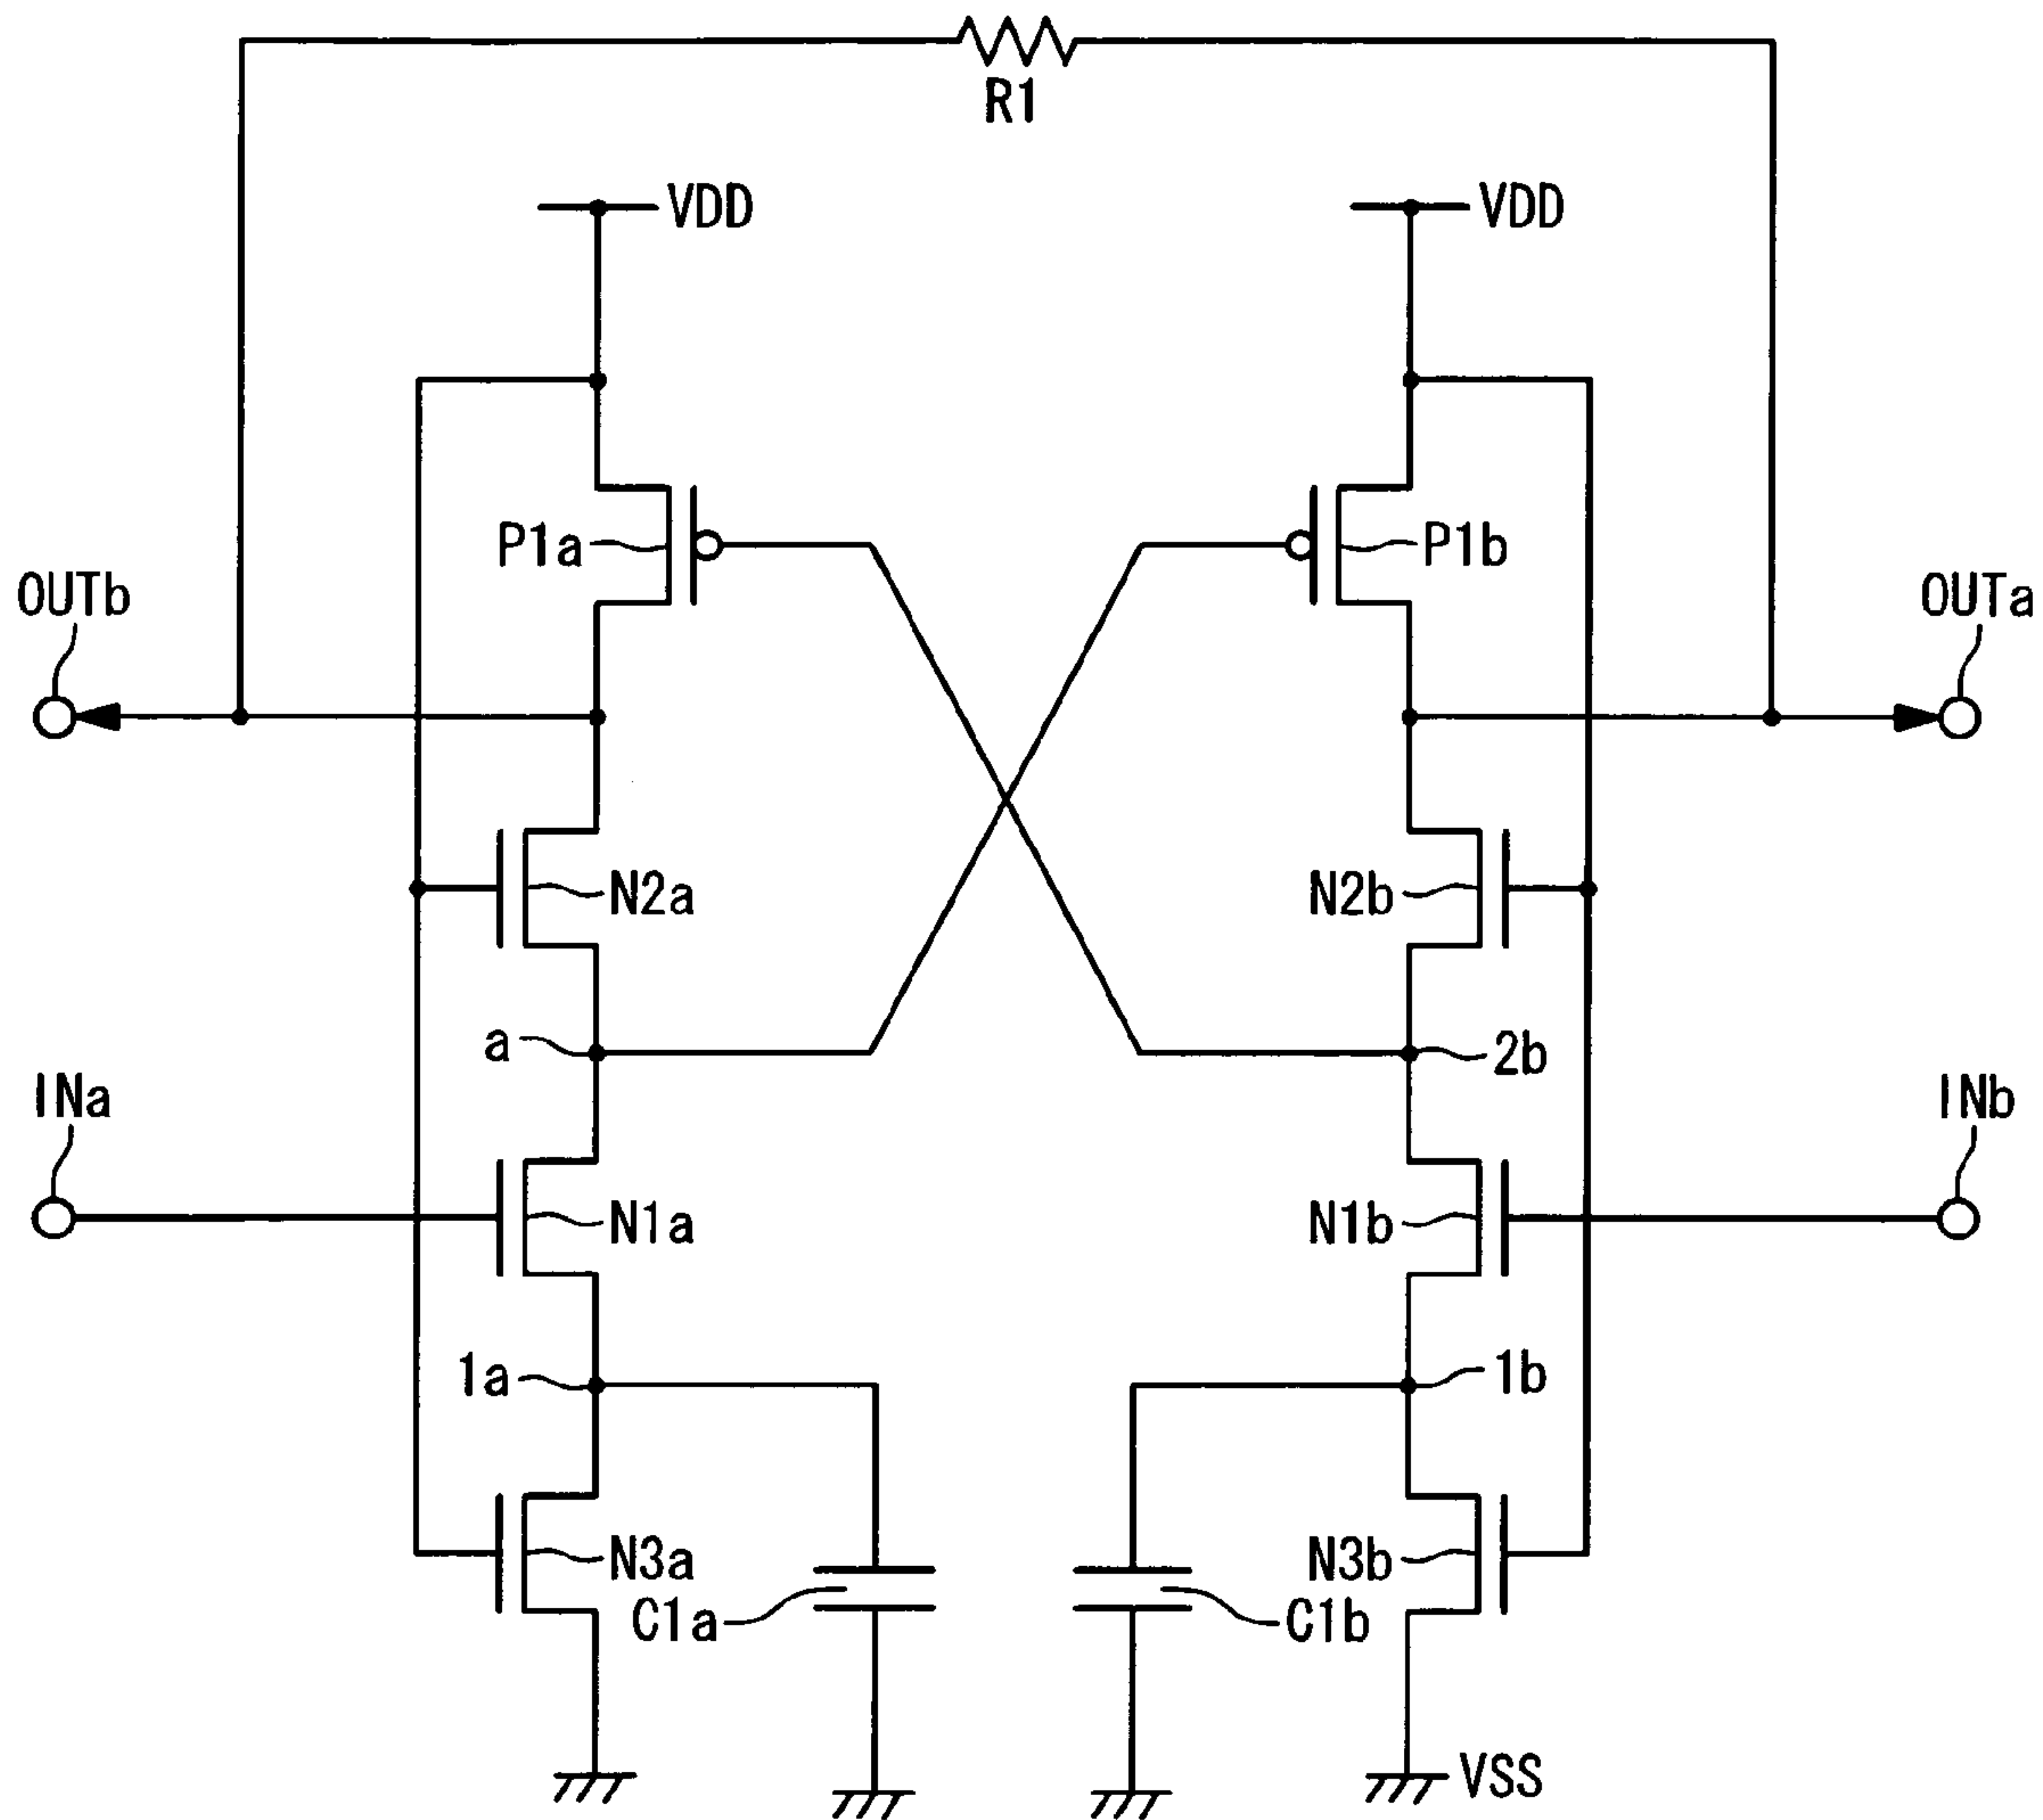 R1
VDD
VDD
P1a
P1b
OUTb
OUTa
N2a
N2b
a
2b
INa
INb
N1a
N1b
1a
1b
N3a
N3b
C1a
C1b
VSS